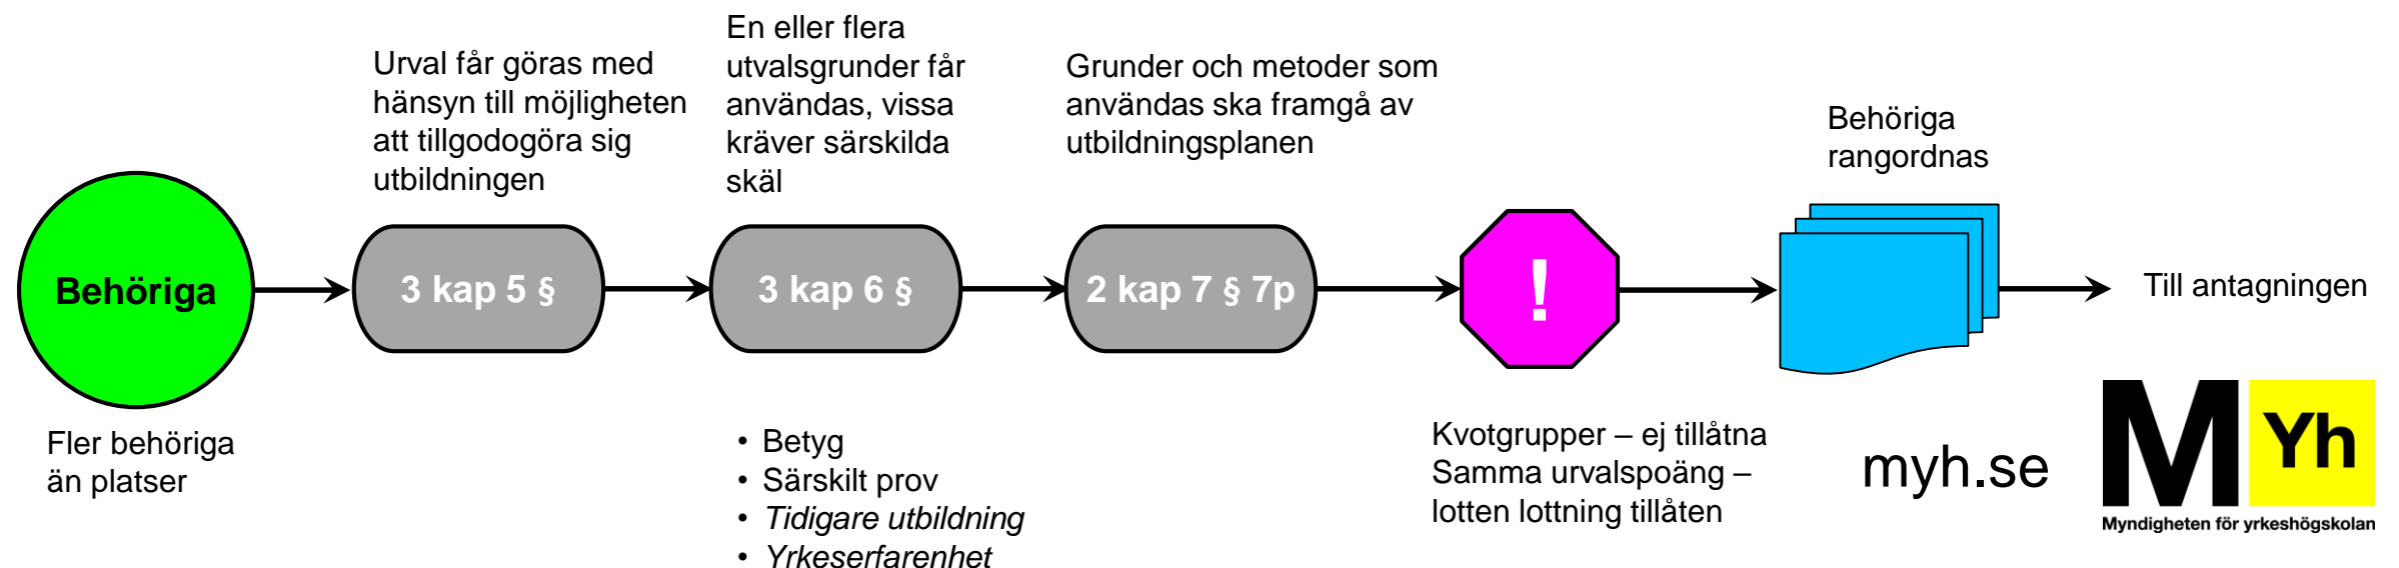 Behöriga
Fler behöriga
än platser
Urval får göras med
hänsyn till möjligheten
att tillgodogöra sig
utbildningen
3 kap 5 §
En eller flera
utvalsgrunder får
användas, vissa
kräver särskilda
skäl
3 kap 6 §
• Betyg
• Särskilt prov
• Tidigare utbildning
• Yrkeserfarenhet
Grunder och metoder som
användas ska framgå av
utbildningsplanen
2 kap 7 § 7p
!
Kvotgrupper – ej tillåtna
Samma urvalspoäng –
lotten lottning tillåten
Behöriga
rangordnas
Till antagningen
myh.se
M Yh
Myndigheten för yrkeshögskolan